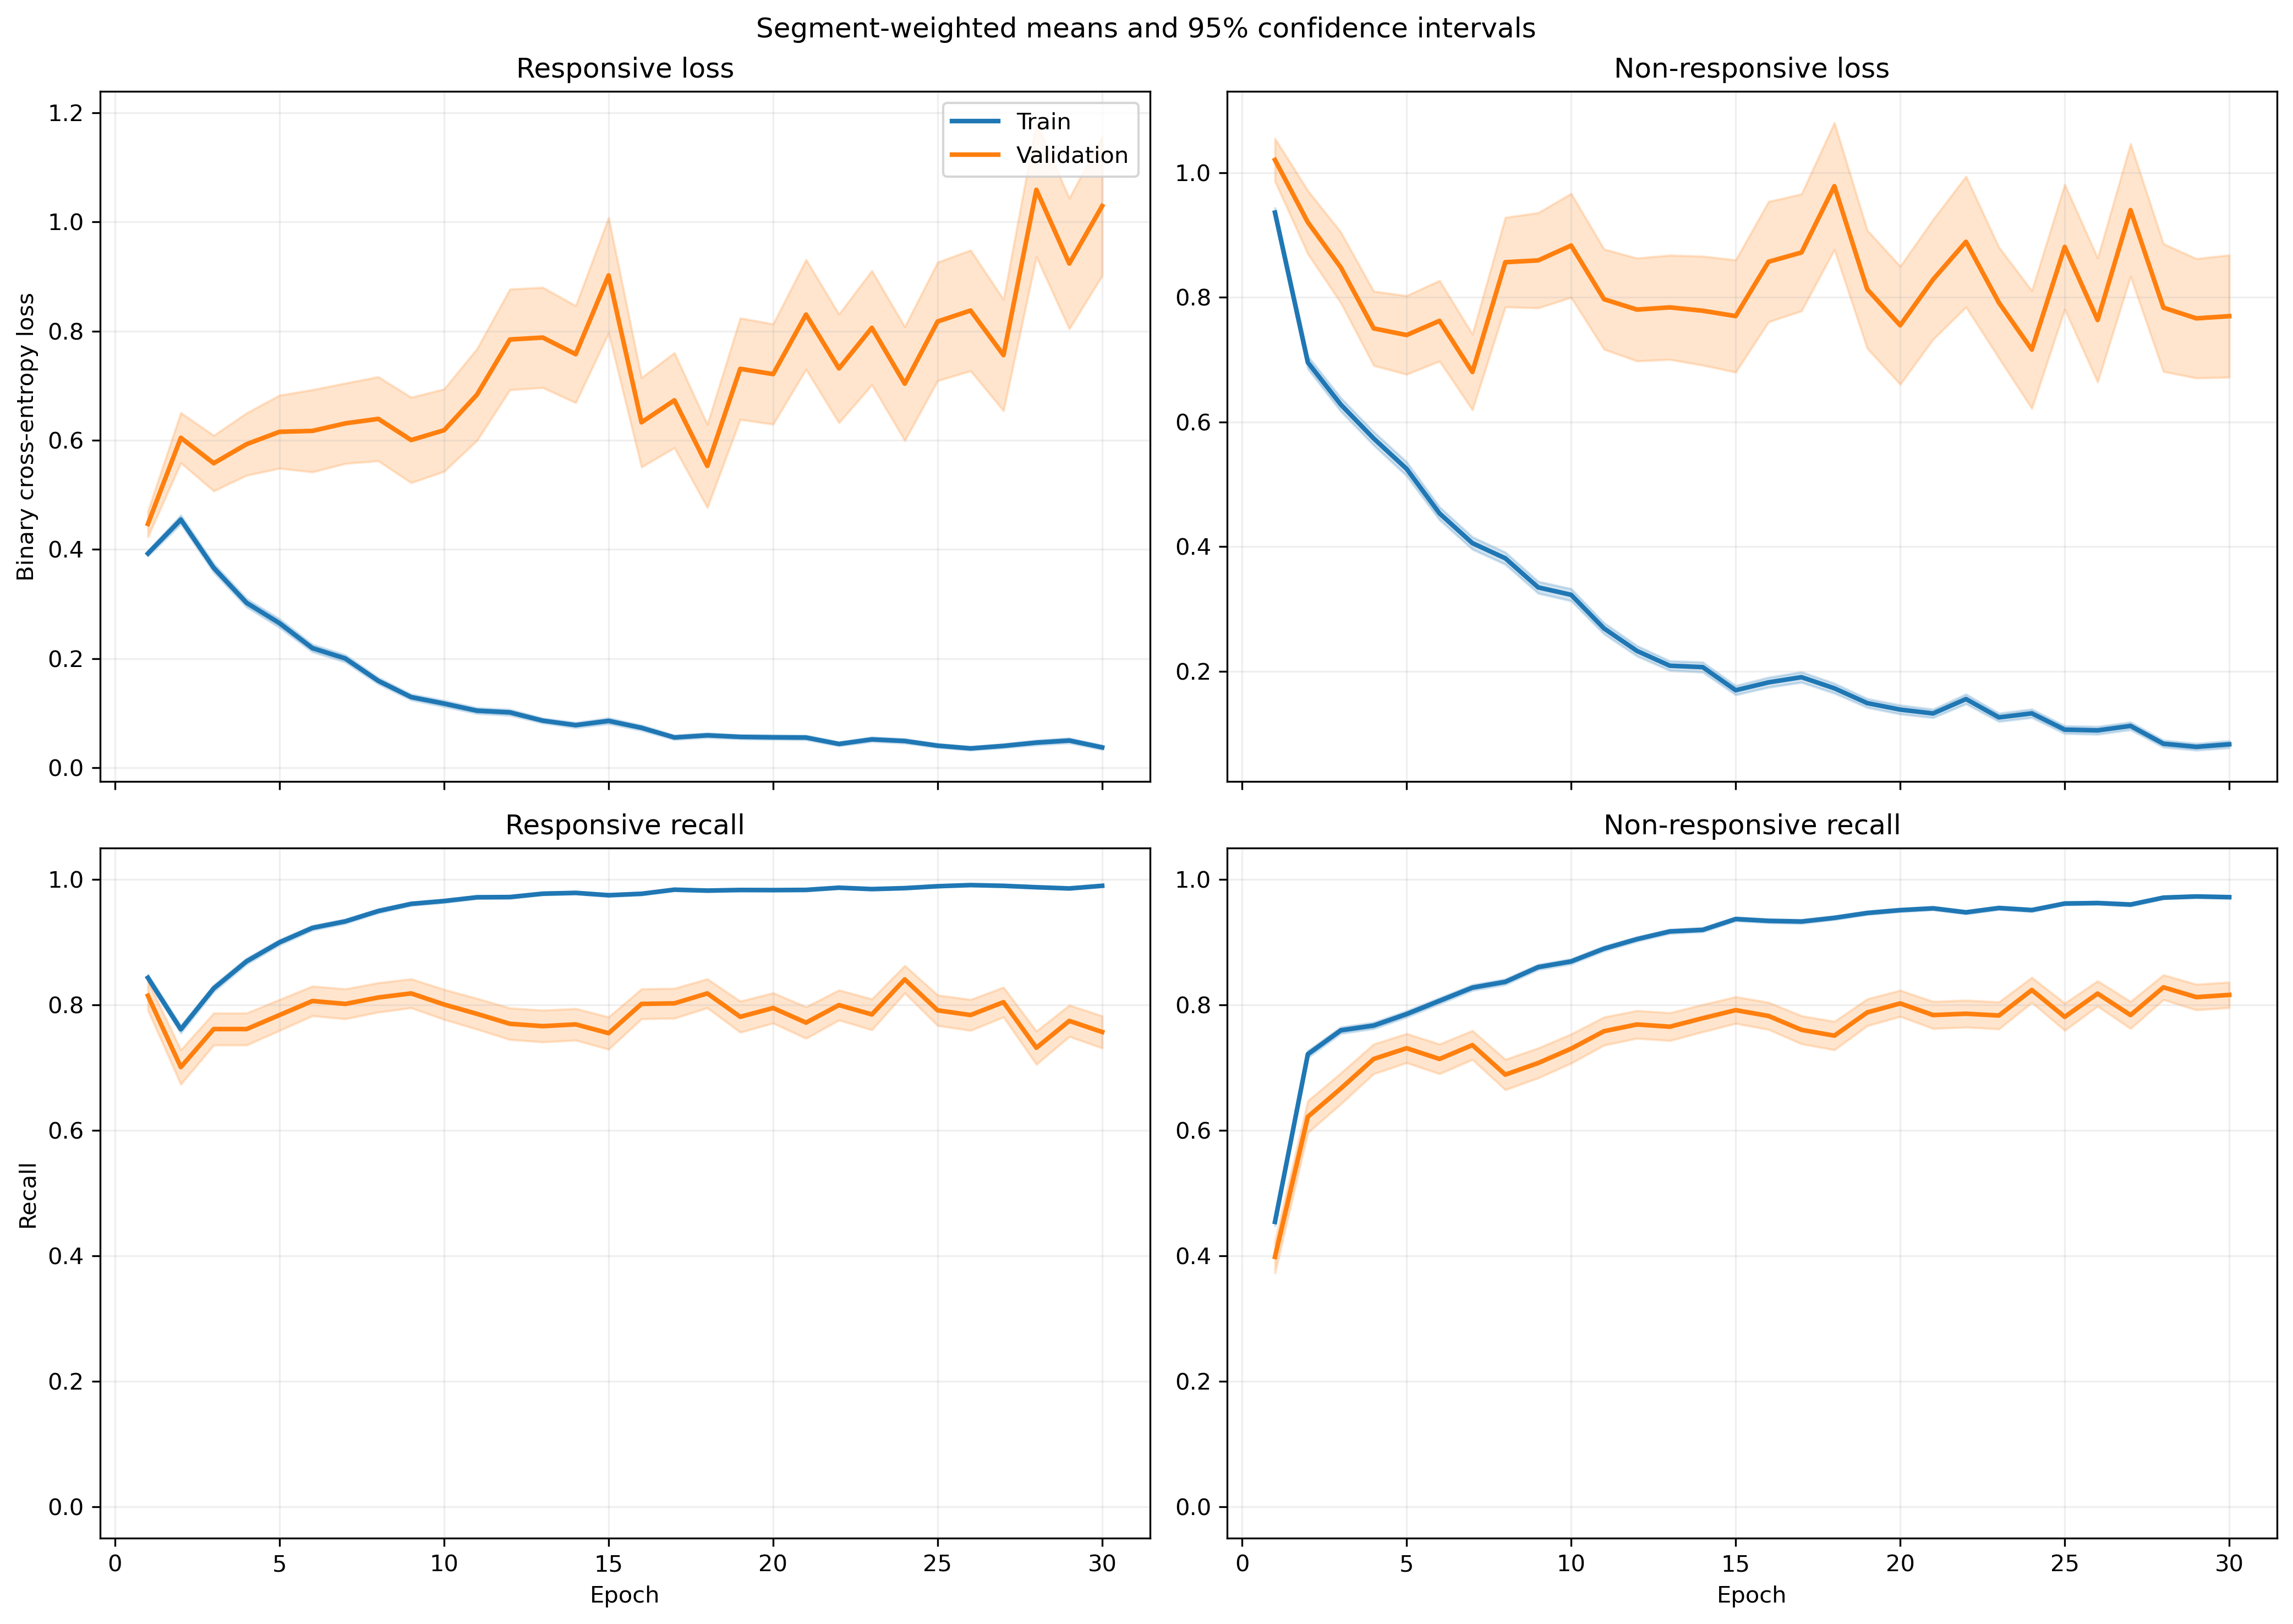 Segment-weighted means and 95% confidence intervals
Responsive loss
Non-responsive loss
Binary cross-entropy loss
1.2
1.0
0.8
0.6
0.4
0.2
0.0
Train
Validation
1.0
0.8
0.6
0.4
0.2
Responsive recall
Non-responsive recall
Recall
1.0
0.8
0.6
0.4
0.2
0.0
0 5 10 15 20 25 30
Epoch
1.0
0.8
0.6
0.4
0.2
0.0
0 5 10 15 20 25 30
Epoch